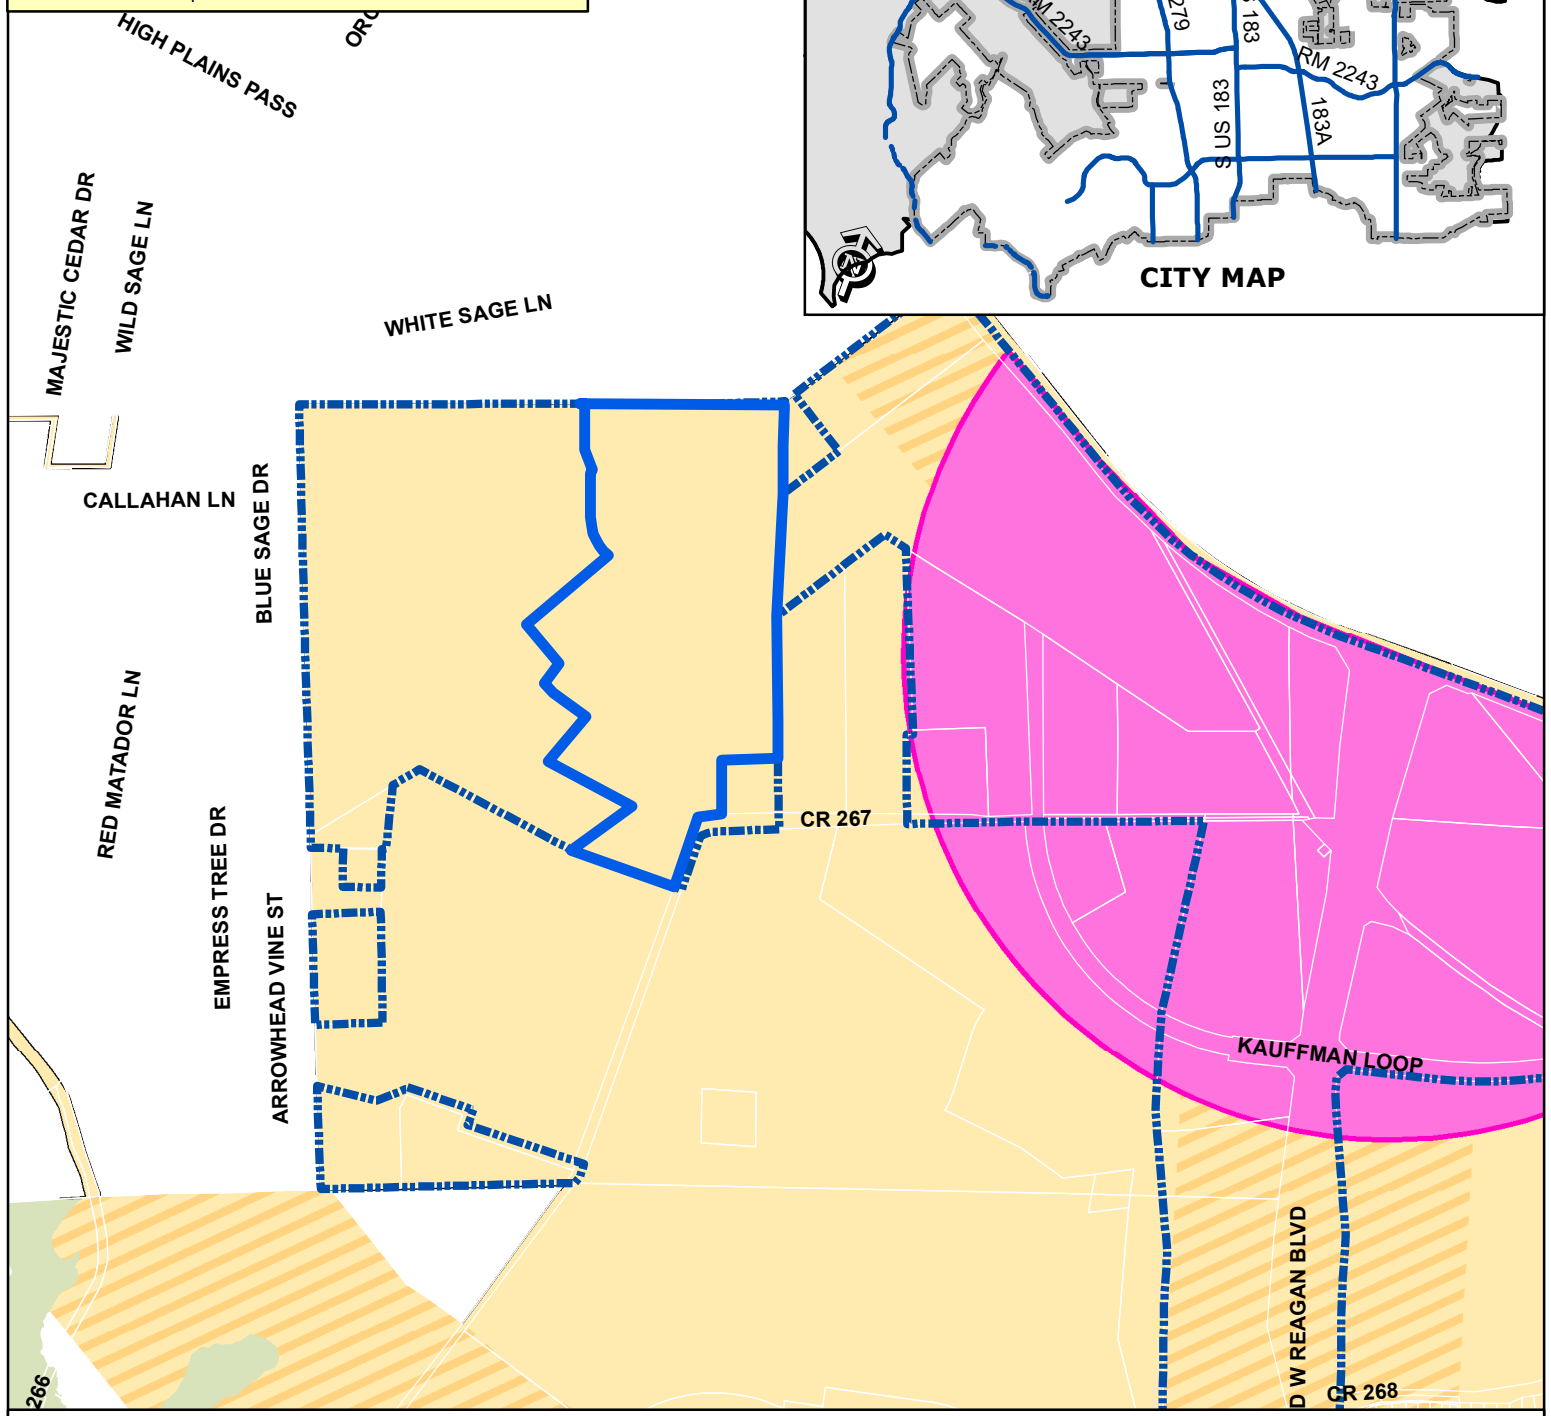 HIGH PLAINS PASS
RM 2243
183
RM 2243
S US 183
183A
CITY MAP
MAJESTIC CEDAR DR
WILD SAGE LN
WHITE SAGE LN
CALLAHAN LN
BLUE SAGE DR
RED MATADOR LN
EMPRESS TREE DR
ARROWHEAD VINE ST
CR 267
KAUFFMAN LOOP
D W REAGAN BLVD
CR 268
266